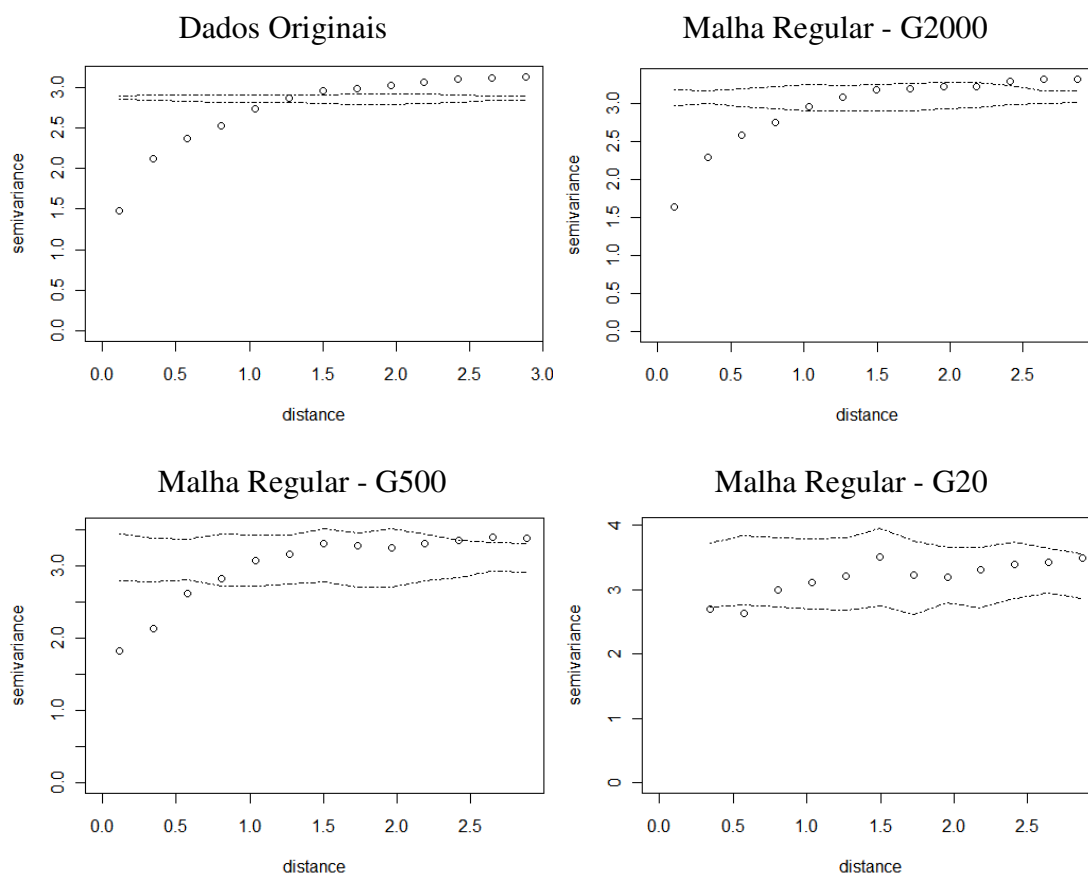 Dados Originais
semivariance
0.0 0.5 1.0 1.5 2.0 2.5 3.0
0.0 0.5 1.0 1.5 2.0 2.5 3.0
distance
Malha Regular - G2000
semivariance
0.0 0.5 1.0 1.5 2.0 2.5 3.0
0.0 0.5 1.0 1.5 2.0 2.5
distance
Malha Regular - G500
semivariance
0.0 1.0 2.0 3.0
0.0 0.5 1.0 1.5 2.0 2.5
distance
Malha Regular - G20
semivariance
0 1 2 3 4
0.0 0.5 1.0 1.5 2.0 2.5
distance